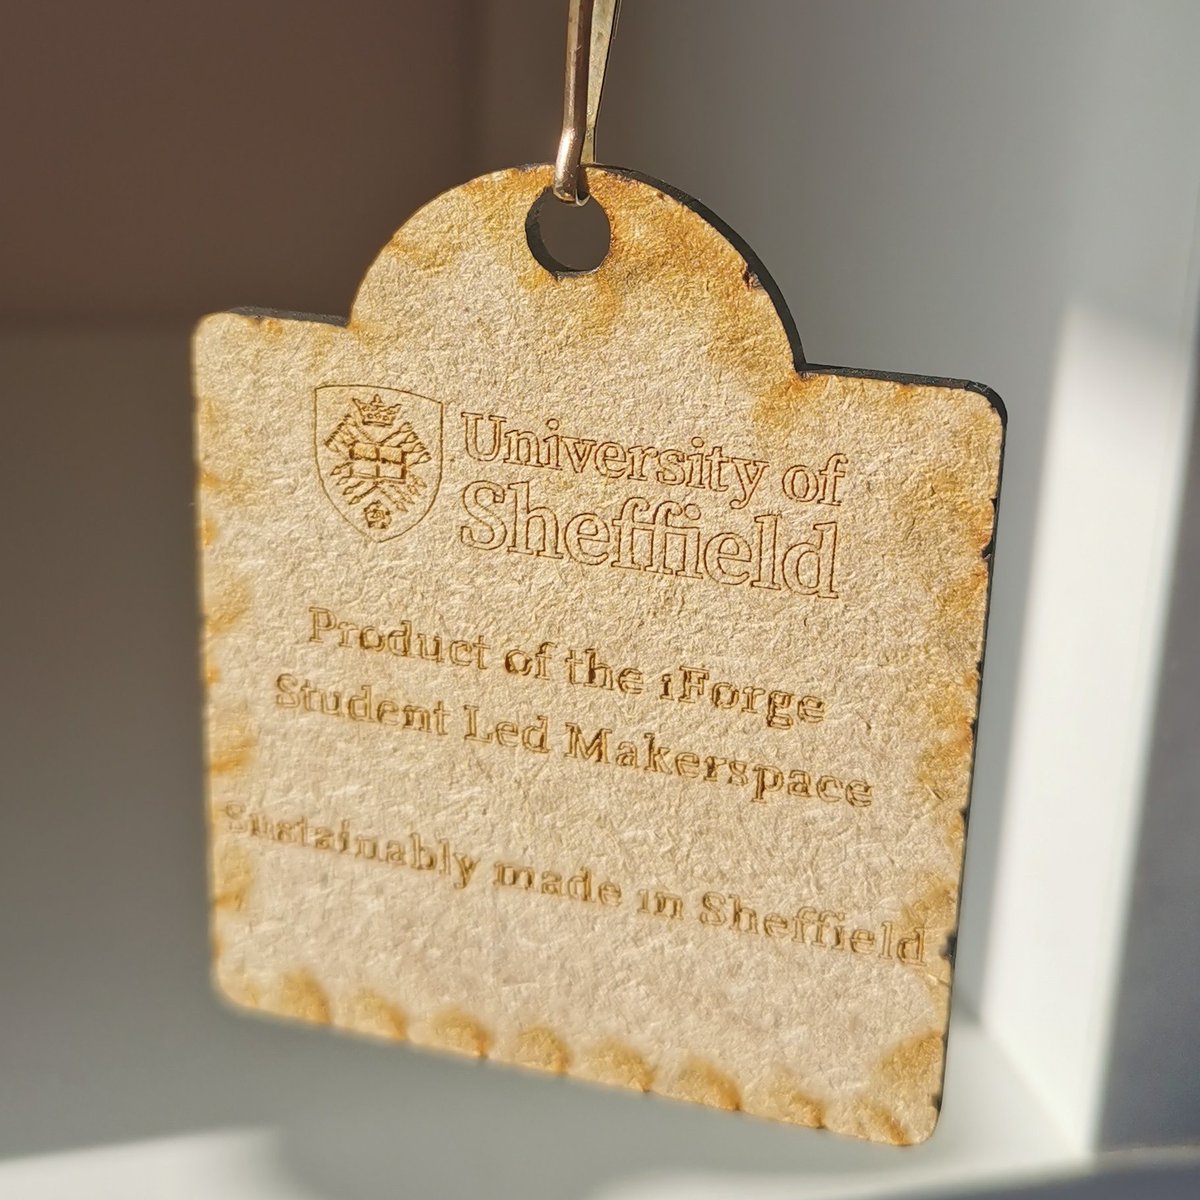 University of
Sheffield
Product of the iForge
Student Led Makerspace
Sustainably made in Sheffield